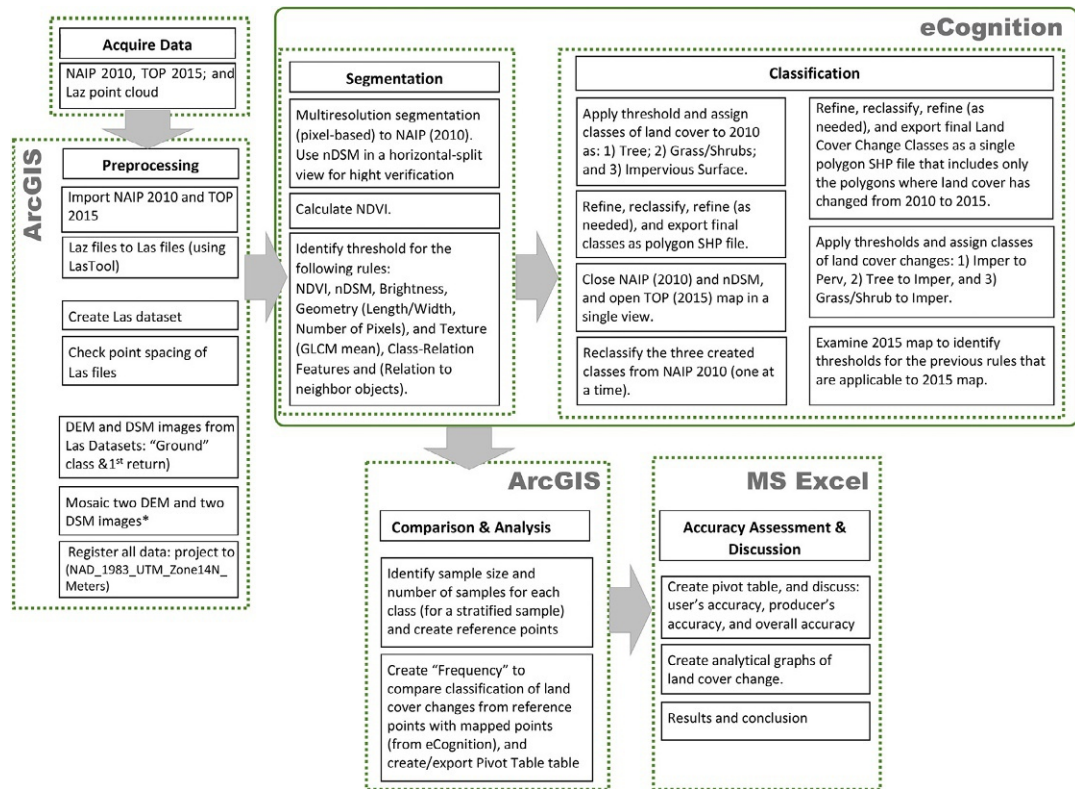 Acquire Data
NAIP 2010, TOP 2015; and
Laz point cloud
ArcGIS
Preprocessing
Import NAIP 2010 and TOP
2015
Laz files to Las files (using
LasTool)
Create Las dataset
Check point spacing of
Las files
DEM and DSM images from
Las Datasets: “Ground”
class &1st return)
Mosaic two DEM and two
DSM images*
Register all data: project to
(NAD_1983_UTM_Zone14N_
Meters)
eCognition
Segmentation
Multiresolution segmentation
(pixel-based) to NAIP (2010).
Use nDSM in a horizontal-split
view for hight verification
Calculate NDVI.
Identify threshold for the
following rules:
NDVI, nDSM, Brightness,
Geometry (Length/Width,
Number of Pixels), and Texture
(GLCM mean), Class-Relation
Features and (Relation to
neighbor objects).
Classification
Apply threshold and assign
classes of land cover to 2010
as: 1) Tree; 2) Grass/Shrubs;
and 3) Impervious Surface.
Refine, reclassify, refine (as
needed), and export final
classes as polygon SHP file.
Close NAIP (2010) and nDSM,
and open TOP (2015) map in a
single view.
Reclassify the three created
classes from NAIP 2010 (one at
a time).
Refine, reclassify, refine (as
needed), and export final Land
Cover Change Classes as a single
polygon SHP file that includes only
the polygons where land cover has
changed from 2010 to 2015.
Apply thresholds and assign classes
of land cover changes: 1) Imper to
Perv, 2) Tree to Imper, and 3)
Grass/Shrub to Imper.
Examine 2015 map to identify
thresholds for the previous rules that
are applicable to 2015 map.
ArcGIS
Comparison & Analysis
Identify sample size and
number of samples for each
class (for a stratified sample)
and create reference points
Create “Frequency” to
compare classification of land
cover changes from reference
points with mapped points
(from eCognition), and
create/export Pivot Table table
MS Excel
Accuracy Assessment &
Discussion
Create pivot table, and discuss:
user’s accuracy, producer’s
accuracy, and overall accuracy
Create analytical graphs of
land cover change.
Results and conclusion